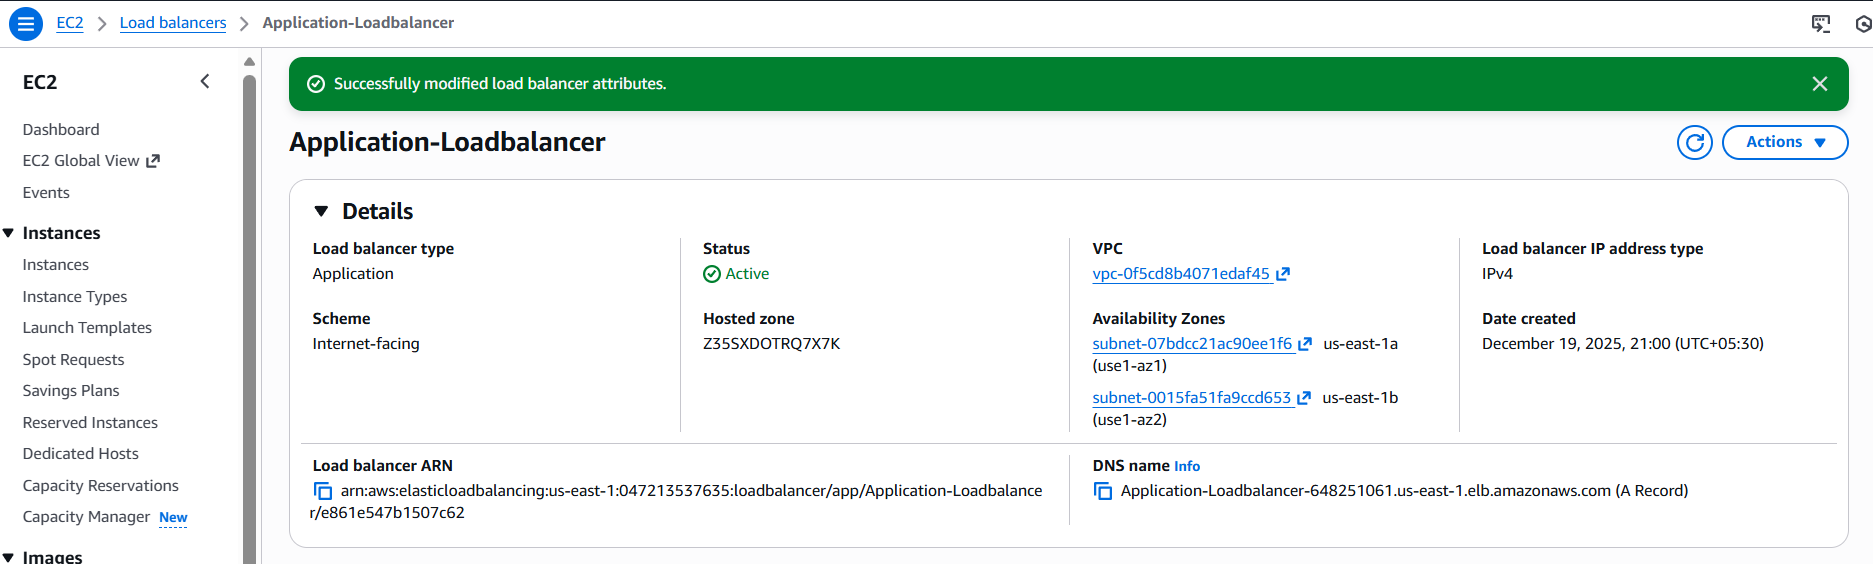 EC2
Load balancers
Application-Loadbalancer
EC2
Dashboard
EC2 Global View
Events
Instances
Instances
Instance Types
Launch Templates
Spot Requests
Savings Plans
Reserved Instances
Dedicated Hosts
Capacity Reservations
Capacity Manager New
Images
Successfully modified load balancer attributes.
Application-Loadbalancer
Actions
Details
Load balancer type
Application
Status
Active
VPC
vpc-0f5cd8b4071edaf45
Load balancer IP address type
IPv4
Scheme
Internet-facing
Hosted zone
Z35SXDOTRQ7X7K
Availability Zones
subnet-07bdcc21ac90ee1f6 us-east-1a
(use1-az1)
subnet-0015fa51fa9ccd653 us-east-1b
(use1-az2)
Date created
December 19, 2025, 21:00 (UTC+05:30)
Load balancer ARN
arn:aws:elasticloadbalancing:us-east-1:047213537635:loadbalancer/app/Application-Loadbalance
r/e861e547b1507c62
DNS name Info
Application-Loadbalancer-648251061.us-east-1.elb.amazonaws.com (A Record)